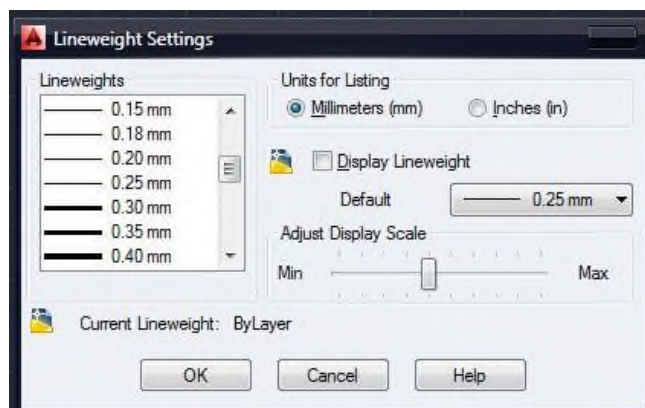 Lineweight Settings
Lineweights
0.15 mm
0.18 mm
0.20 mm
0.25 mm
0.30 mm
0.35 mm
0.40 mm
Units for Listing
Millimeters (mm) Inches (in)
Display Lineweight
Default 0.25 mm
Adjust Display Scale
Min Max
Current Lineweight: ByLayer
OK Cancel Help